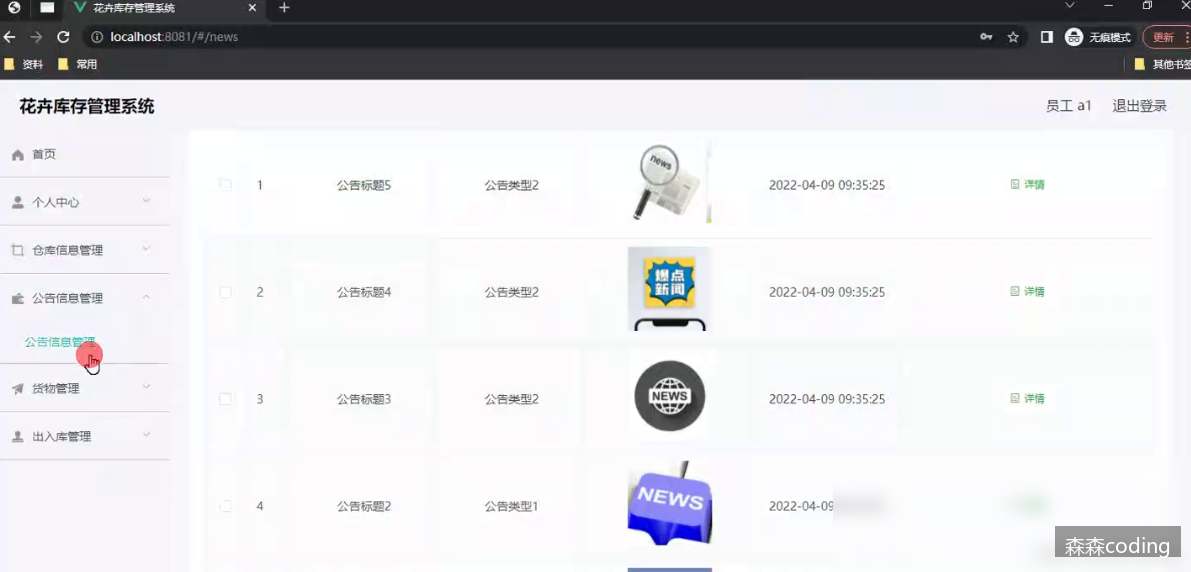 花卉库存管理系统
localhost:8081/#/news
无痕模式
更新
资料
常用
其他书签
花卉库存管理系统
员工 a1
退出登录
首页
个人中心
仓库信息管理
公告信息管理
公告信息管理
货物管理
出入库管理
1 公告标题5 公告类型2 news 2022-04-09 09:35:25 详情
2 公告标题4 公告类型2 爆点 新闻 2022-04-09 09:35:25 详情
3 公告标题3 公告类型2 NEWS 2022-04-09 09:35:25 详情
4 公告标题2 公告类型1 NEWS 2022-04-09
森森coding